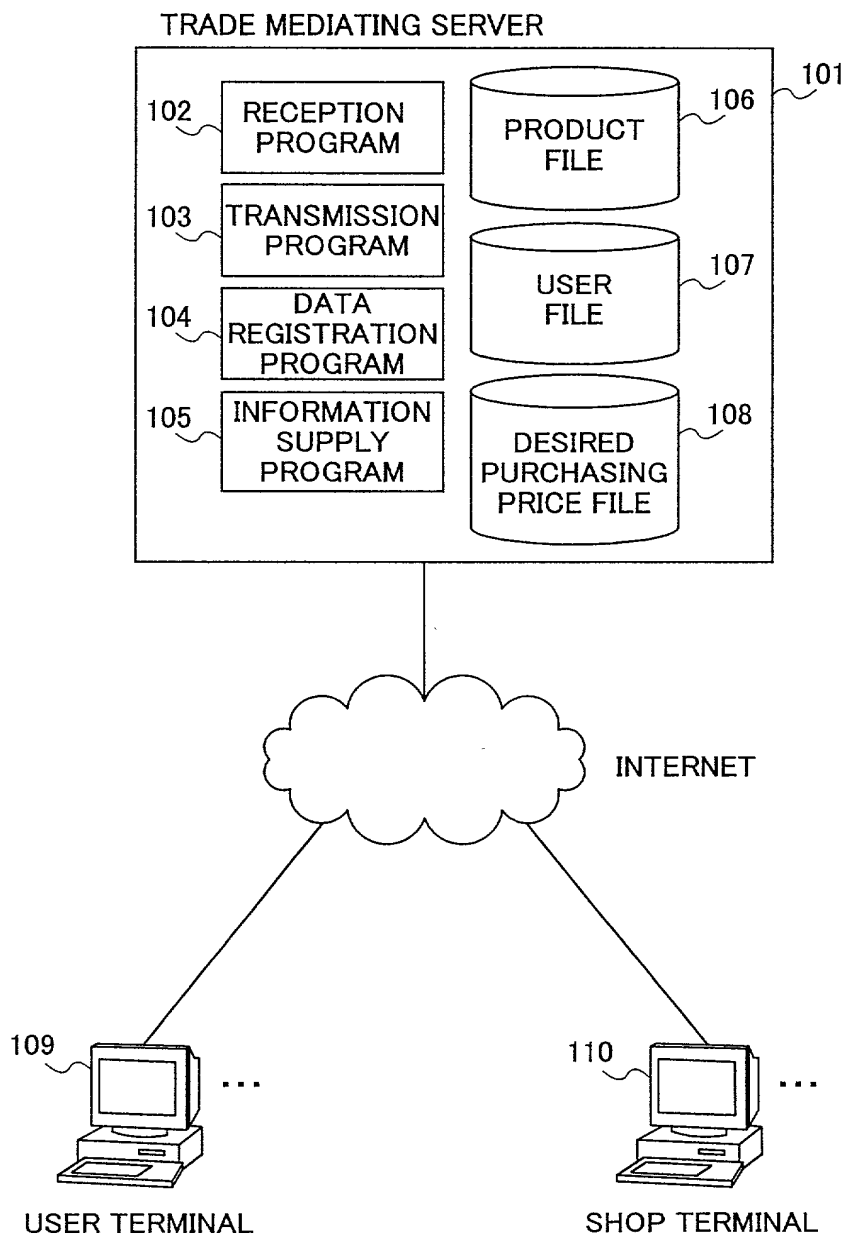 TRADE MEDIATING SERVER
101
102
RECEPTION
PROGRAM
103
TRANSMISSION
PROGRAM
104
DATA
REGISTRATION
PROGRAM
105
INFORMATION
SUPPLY
PROGRAM
106
PRODUCT
FILE
107
USER
FILE
108
DESIRED
PURCHASING
PRICE FILE
INTERNET
109
...
USER TERMINAL
110
...
SHOP TERMINAL